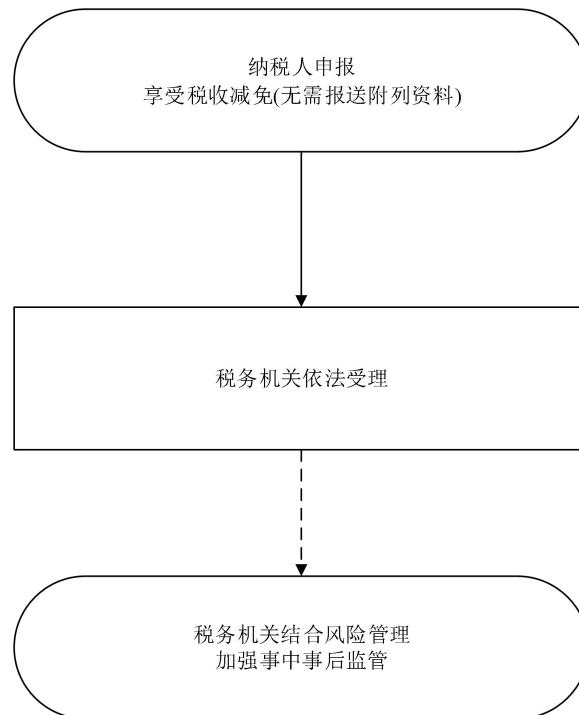 纳税人申报
享受税收减免(无需报送附列资料)
税务机关依法受理
税务机关结合风险管理
加强事中事后监管